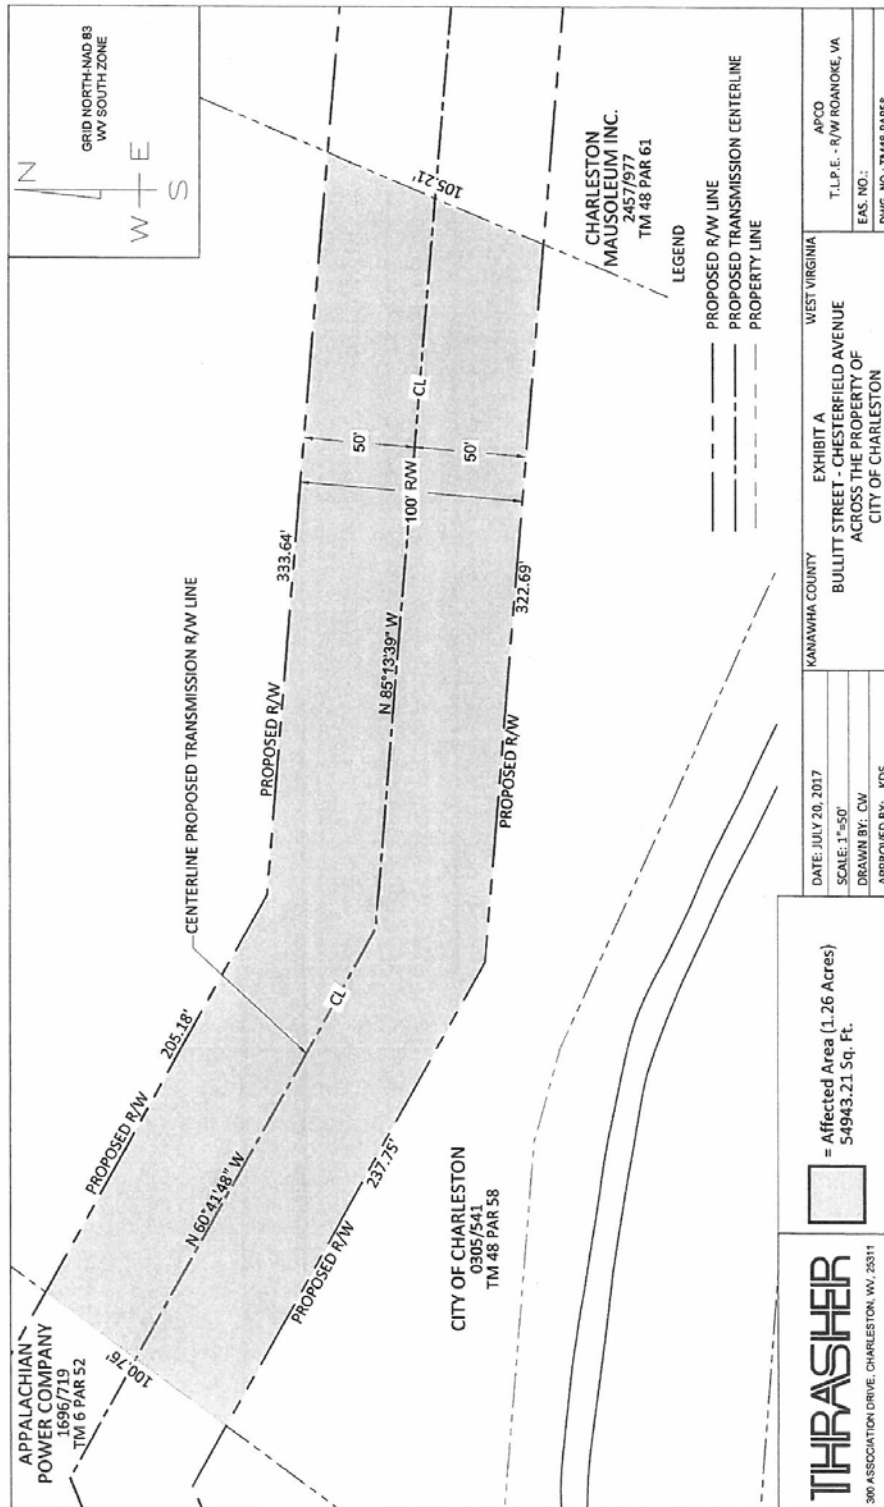 GRID NORTH-NAD 83
WV SOUTH ZONE
N
W
E
S
APPALACHIAN
POWER COMPANY
1696/719
TM 6 PAR 52
100.76'
PROPOSED R/W
205.18'
N 60°41'48" W
CL
PROPOSED R/W
237.75'
CENTERLINE PROPOSED TRANSMISSION R/W LINE
PROPOSED R/W
333.64'
N 85°13'39" W
100' R/W
50'
50'
CL
PROPOSED R/W
322.69'
105.21'
CHARLESTON
MAUSOLEUM INC.
2457/977
TM 48 PAR 61
CITY OF CHARLESTON
0305/541
TM 48 PAR 58
LEGEND
PROPOSED R/W LINE
PROPOSED TRANSMISSION CENTERLINE
PROPERTY LINE
THRASHER
300 ASSOCIATION DRIVE, CHARLESTON, WV, 25311
= Affected Area (1.26 Acres)
54943.21 Sq. Ft.
DATE: JULY 20, 2017
SCALE: 1"=50'
DRAWN BY: CW
APPROVED BY: KDS
KANAWHA COUNTY
WEST VIRGINIA
EXHIBIT A
BULLITT STREET - CHESTERFIELD AVENUE
ACROSS THE PROPERTY OF
CITY OF CHARLESTON
APCO
T.L.P.E. - R/W ROANOKE, VA
EAS. NO.:
DWG. NO.: